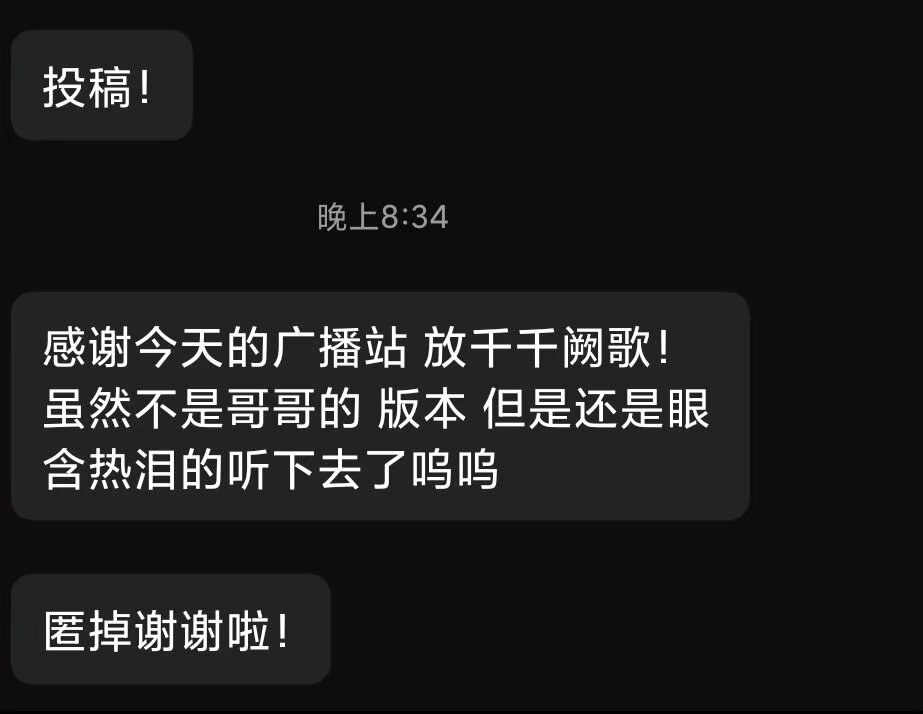 投稿！
晚上8:34
感谢今天的广播站 放千千阙歌！
虽然不是哥哥的 版本 但是还是眼
含热泪的听下去了呜呜
匿掉谢谢啦！